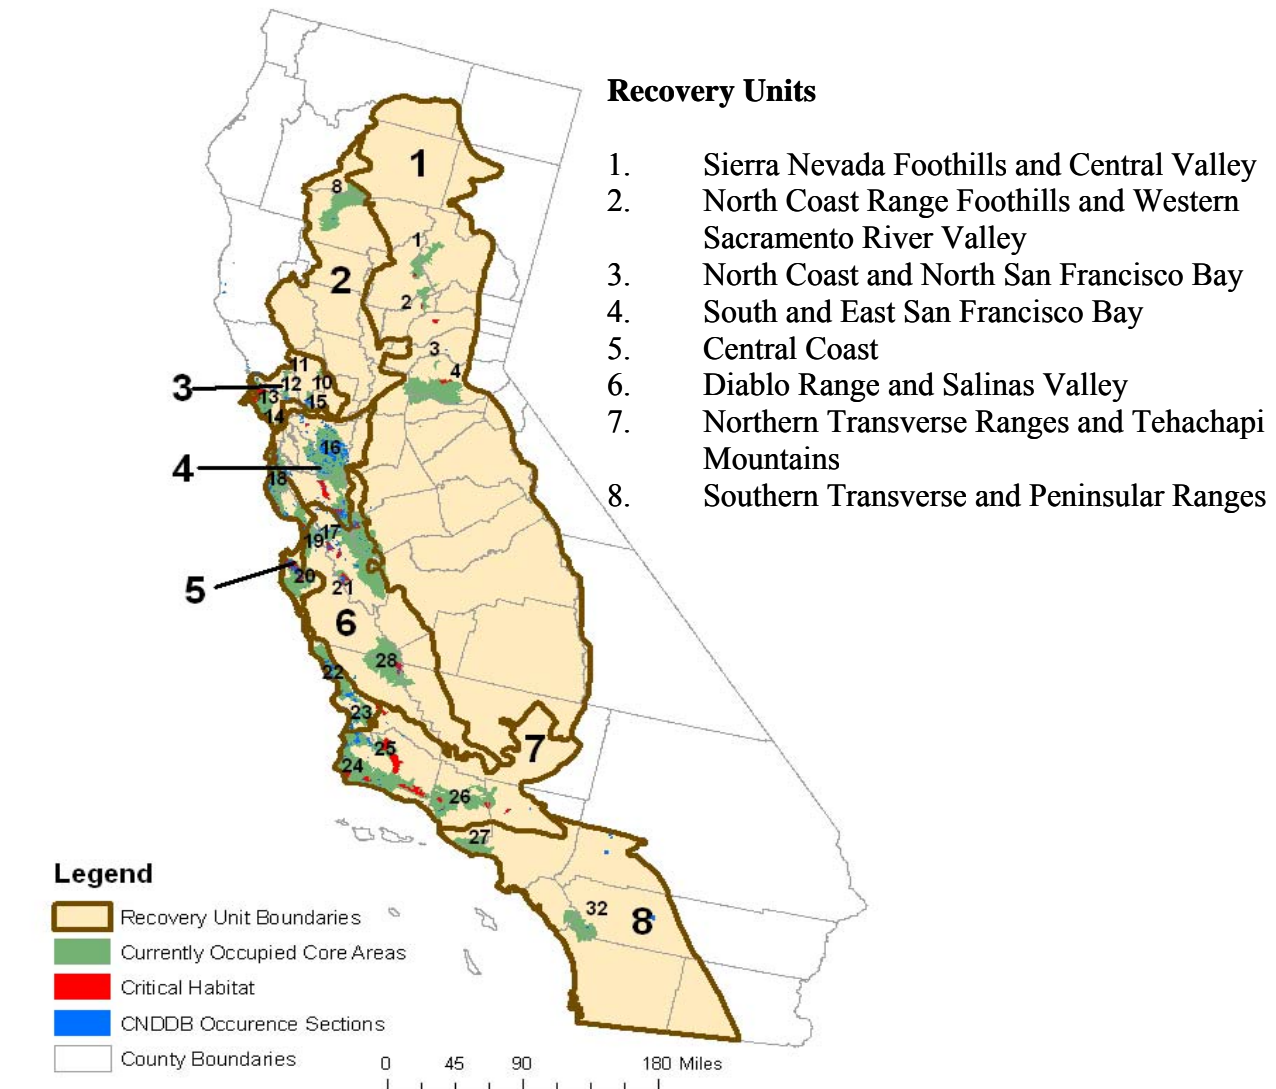 Recovery Units
1. Sierra Nevada Foothills and Central Valley
2. North Coast Range Foothills and Western
Sacramento River Valley
3. North Coast and North San Francisco Bay
4. South and East San Francisco Bay
5. Central Coast
6. Diablo Range and Salinas Valley
7. Northern Transverse Ranges and Tehachapi
Mountains
8. Southern Transverse and Peninsular Ranges
1
8
1
2
2
3
4
11
12
10
3
13
15
14
16
4
18
17
19
5
20
21
6
28
22
23
7
25
24
26
27
32
8
Legend
Recovery Unit Boundaries
Currently Occupied Core Areas
Critical Habitat
CNDDB Occurence Sections
County Boundaries
0 45 90 180 Miles